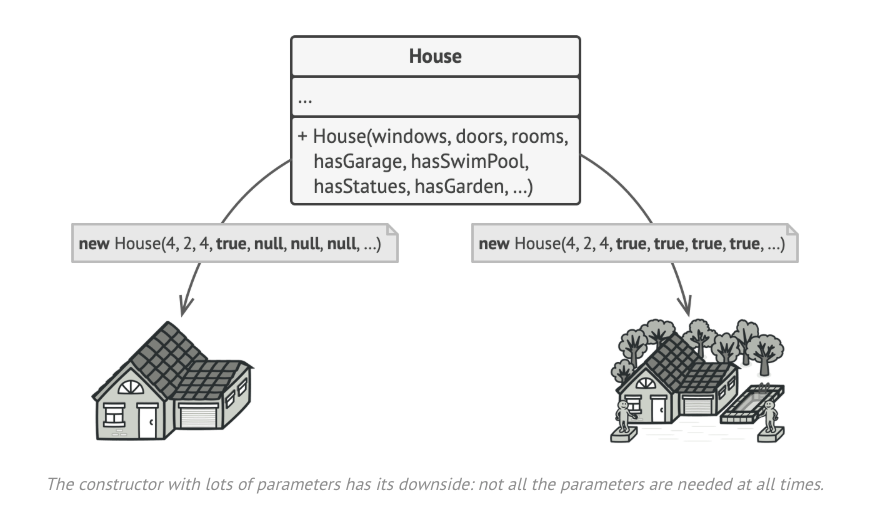 House
...
+ House(windows, doors, rooms,
hasGarage, hasSwimPool,
hasStatues, hasGarden, ...)
new House(4, 2, 4, true, null, null, null, ...)
new House(4, 2, 4, true, true, true, true, ...)
The constructor with lots of parameters has its downside: not all the parameters are needed at all times.